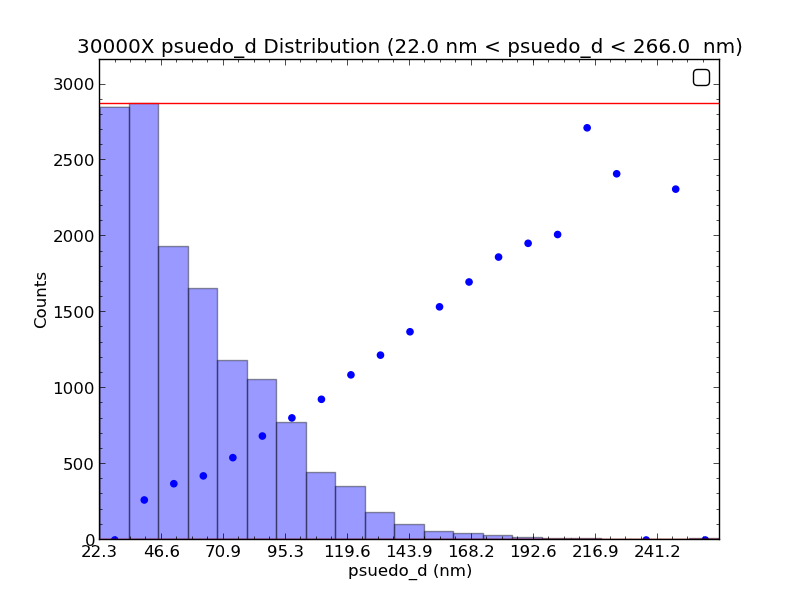 30000X psuedo_d Distribution (22.0 nm < psuedo_d < 266.0  nm)
3000
2500
2000
1500
1000
500
0
Counts
22.3 46.6 70.9 95.3 119.6 143.9 168.2 192.6 216.9 241.2
psuedo_d (nm)